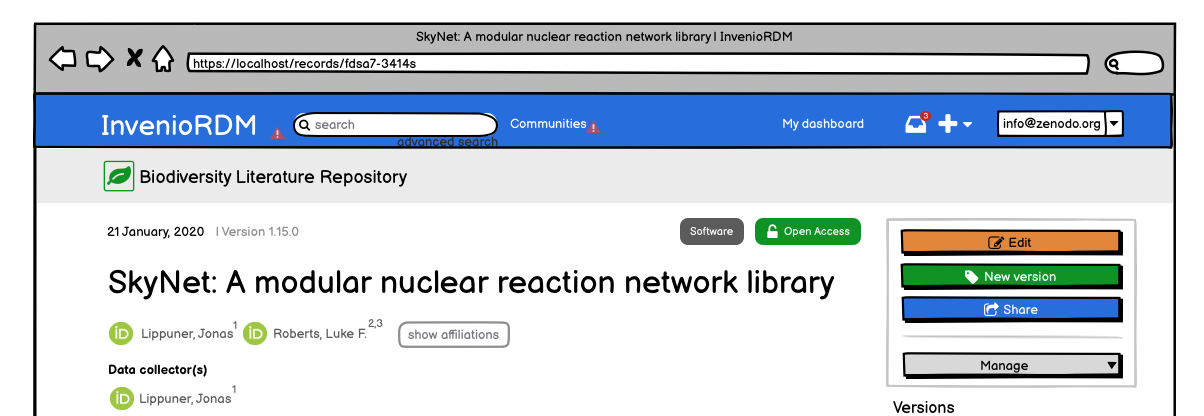 SkyNet: A modular nuclear reaction network library | InvenioRDM
https://localhost/records/fdsa7-3414s
InvenioRDM search Communities My dashboard 3 info@zenodo.org
advanced search
Biodiversity Literature Repository
21 January, 2020 | Version 1.15.0 Software Open Access
Edit
New version
SkyNet: A modular nuclear reaction network library
Share
iD Lippuner, Jonas 1 iD Roberts, Luke F. 2,3 show affiliations
Manage
Data collector(s)
iD Lippuner, Jonas 1
Versions